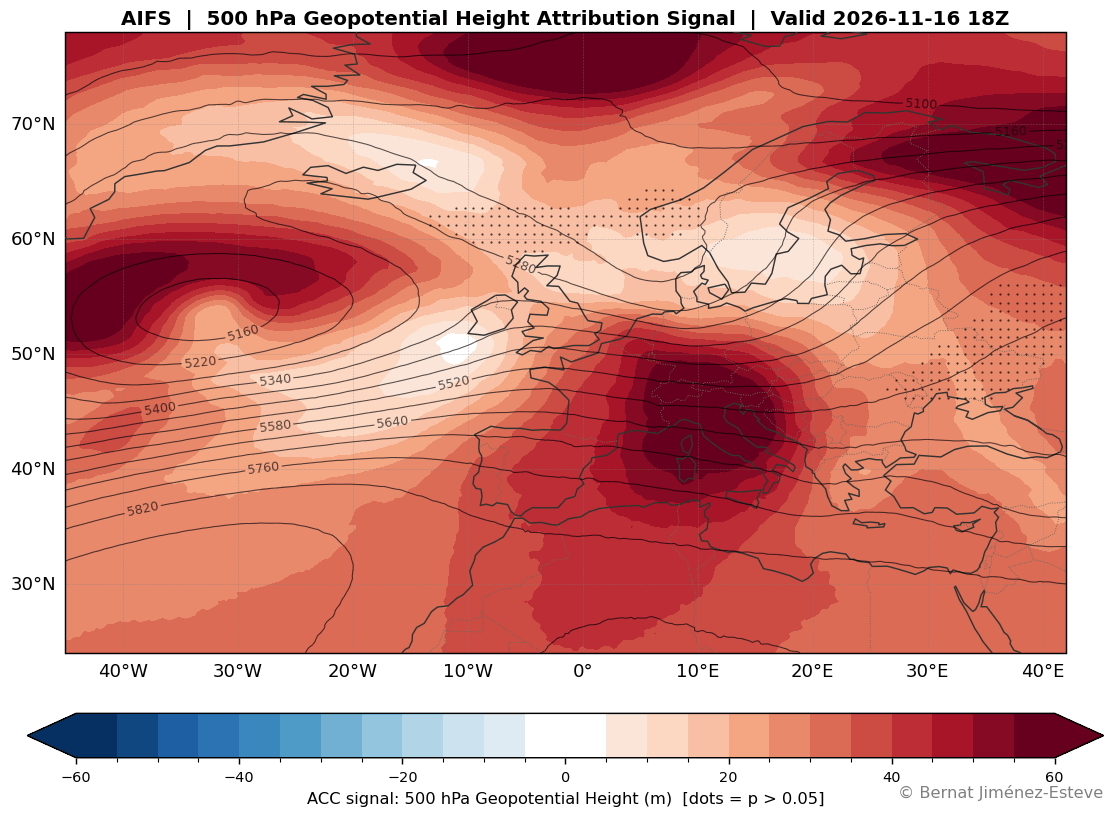 AIFS | 500 hPa Geopotential Height Attribution Signal | Valid 2026-11-16 18Z
70°N
60°N
50°N
40°N
30°N
5100
5160
5280
5160
5220
5340
5520
5400
5580
5640
5760
5820
40°W
30°W
20°W
10°W
0°
10°E
20°E
30°E
40°E
−60
−40
−20
0
20
40
60
ACC signal: 500 hPa Geopotential Height (m) [dots = p > 0.05]
© Bernat Jiménez-Esteve